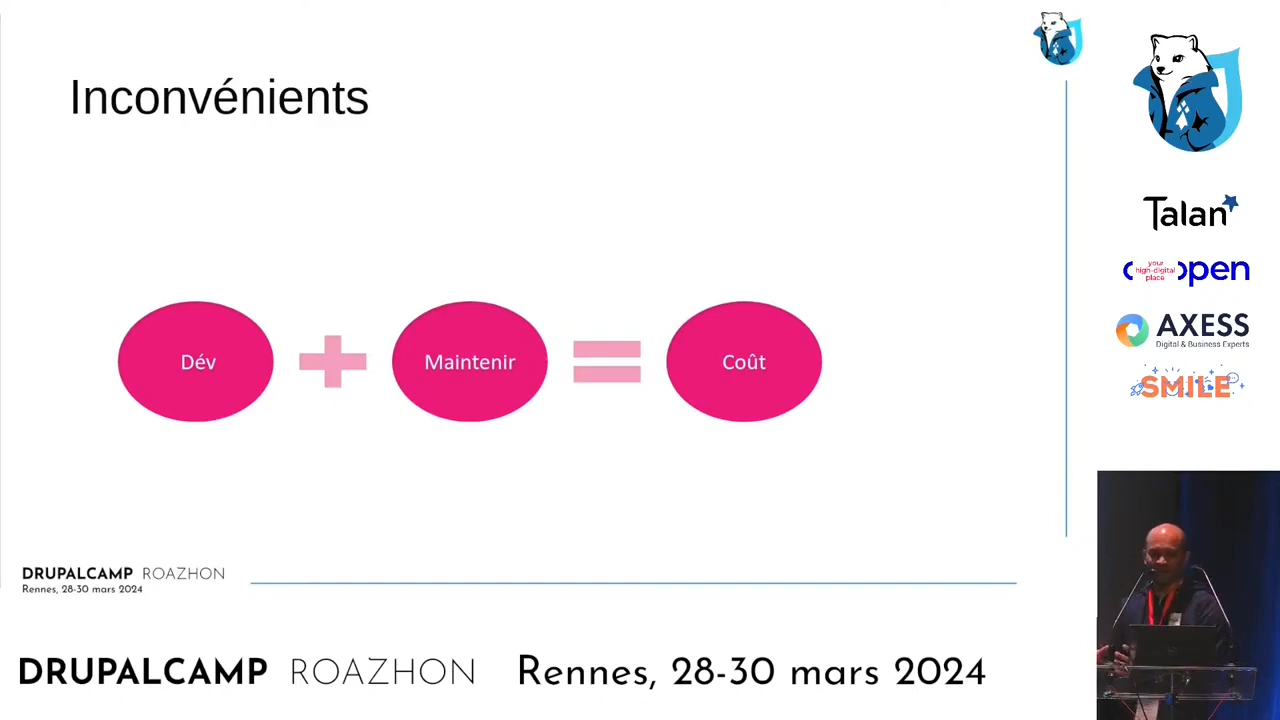 Inconvénients
Dév
Maintenir
Coût
DRUPALCAMP ROAZHON
Rennes, 28-30 mars 2024
DRUPALCAMP ROAZHON Rennes, 28-30 mars 2024
Talan
your
high-digital
place
open
AXESS
Digital & Business Experts
SMILE